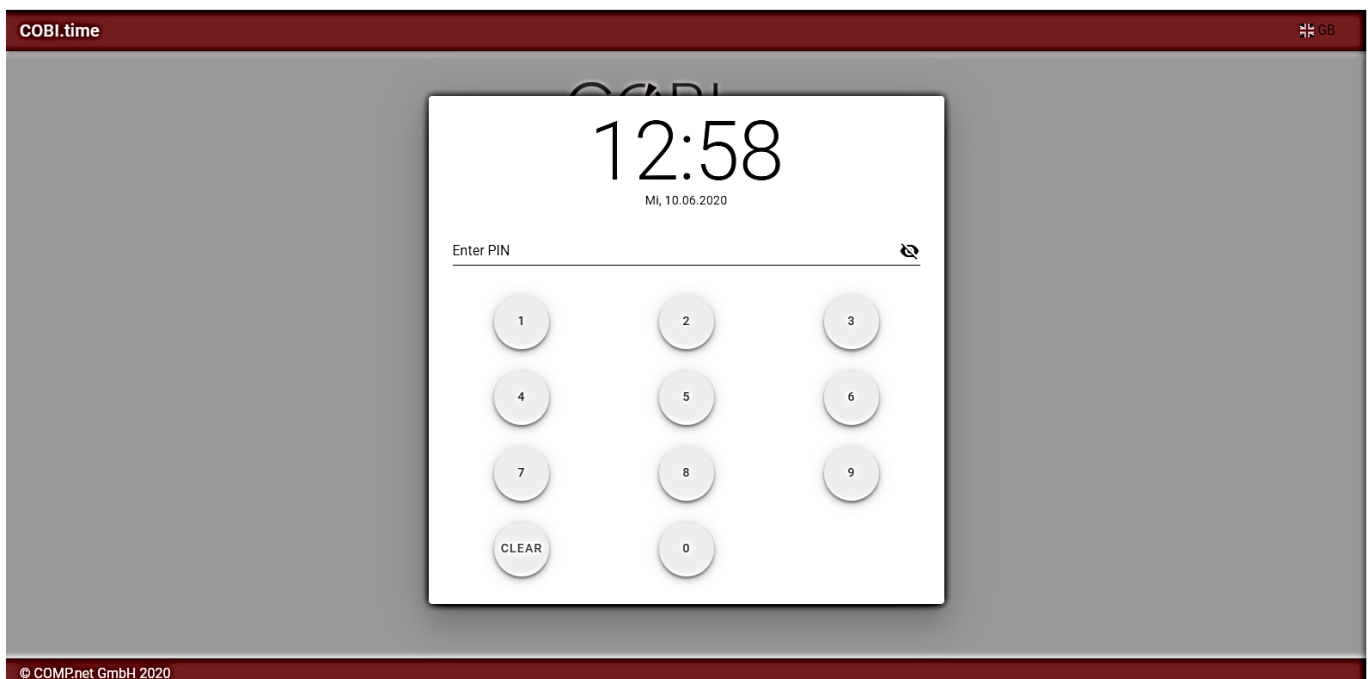 COBI.time
GB
COBI
12:58
Mi, 10.06.2020
Enter PIN
1 2 3
4 5 6
7 8 9
CLEAR 0
© COMP.net GmbH 2020